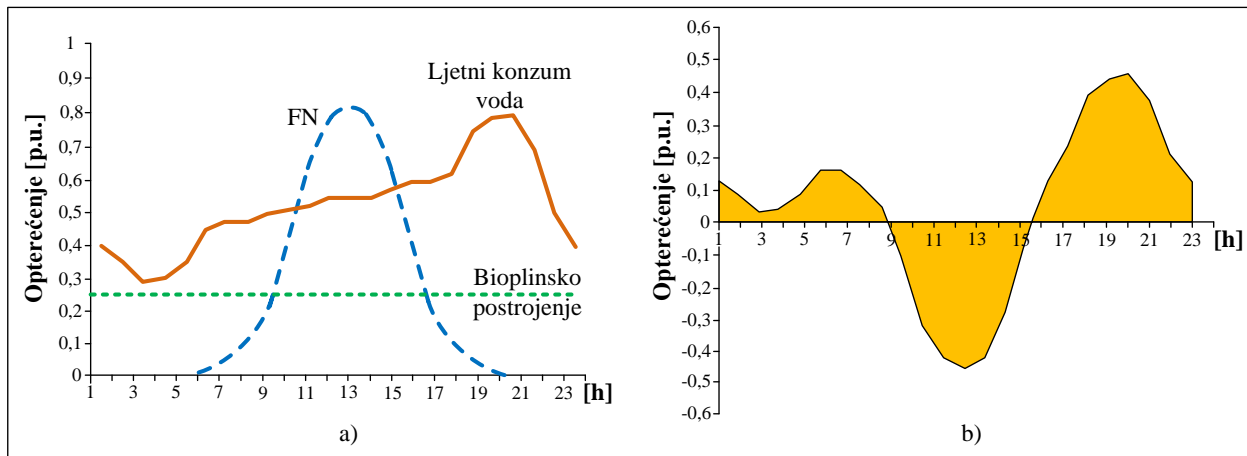 Opterećenje [p.u.]
1
0,9
0,8
0,7
0,6
0,5
0,4
0,3
0,2
0,1
0
1 3 5 7 9 11 13 15 17 19 21 23 [h]
FN
Ljetni konzum
voda
Bioplinsko
postrojenje
a)
Opterećenje [p.u.]
0,6
0,5
0,4
0,3
0,2
0,1
0
-0,1
-0,2
-0,3
-0,4
-0,5
-0,6
1 3 5 7 9 11 13 15 17 19 21 23 [h]
b)